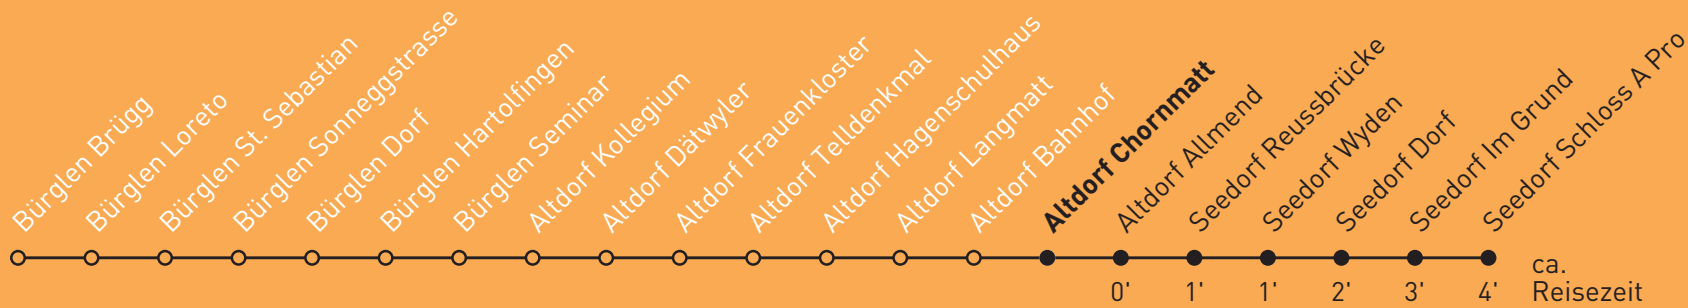 Bürglen Brügg
Bürglen Loreto
Bürglen St. Sebastian
Bürglen Sonneggstrasse
Bürglen Dorf
Bürglen Hartolfingen
Bürglen Seminar
Altdorf Kollegium
Altdorf Dätwyler
Altdorf Frauenkloster
Altdorf Telldenkmal
Altdorf Hagenschulhaus
Altdorf Langmatt
Altdorf Bahnhof
Altdorf Chornmatt
Altdorf Allmend
Seedorf Reussbrücke
Seedorf Wyden
Seedorf Dorf
Seedorf Im Grund
Seedorf Schloss A Pro
0' 1' 1' 2' 3' 4'
ca.
Reisezeit